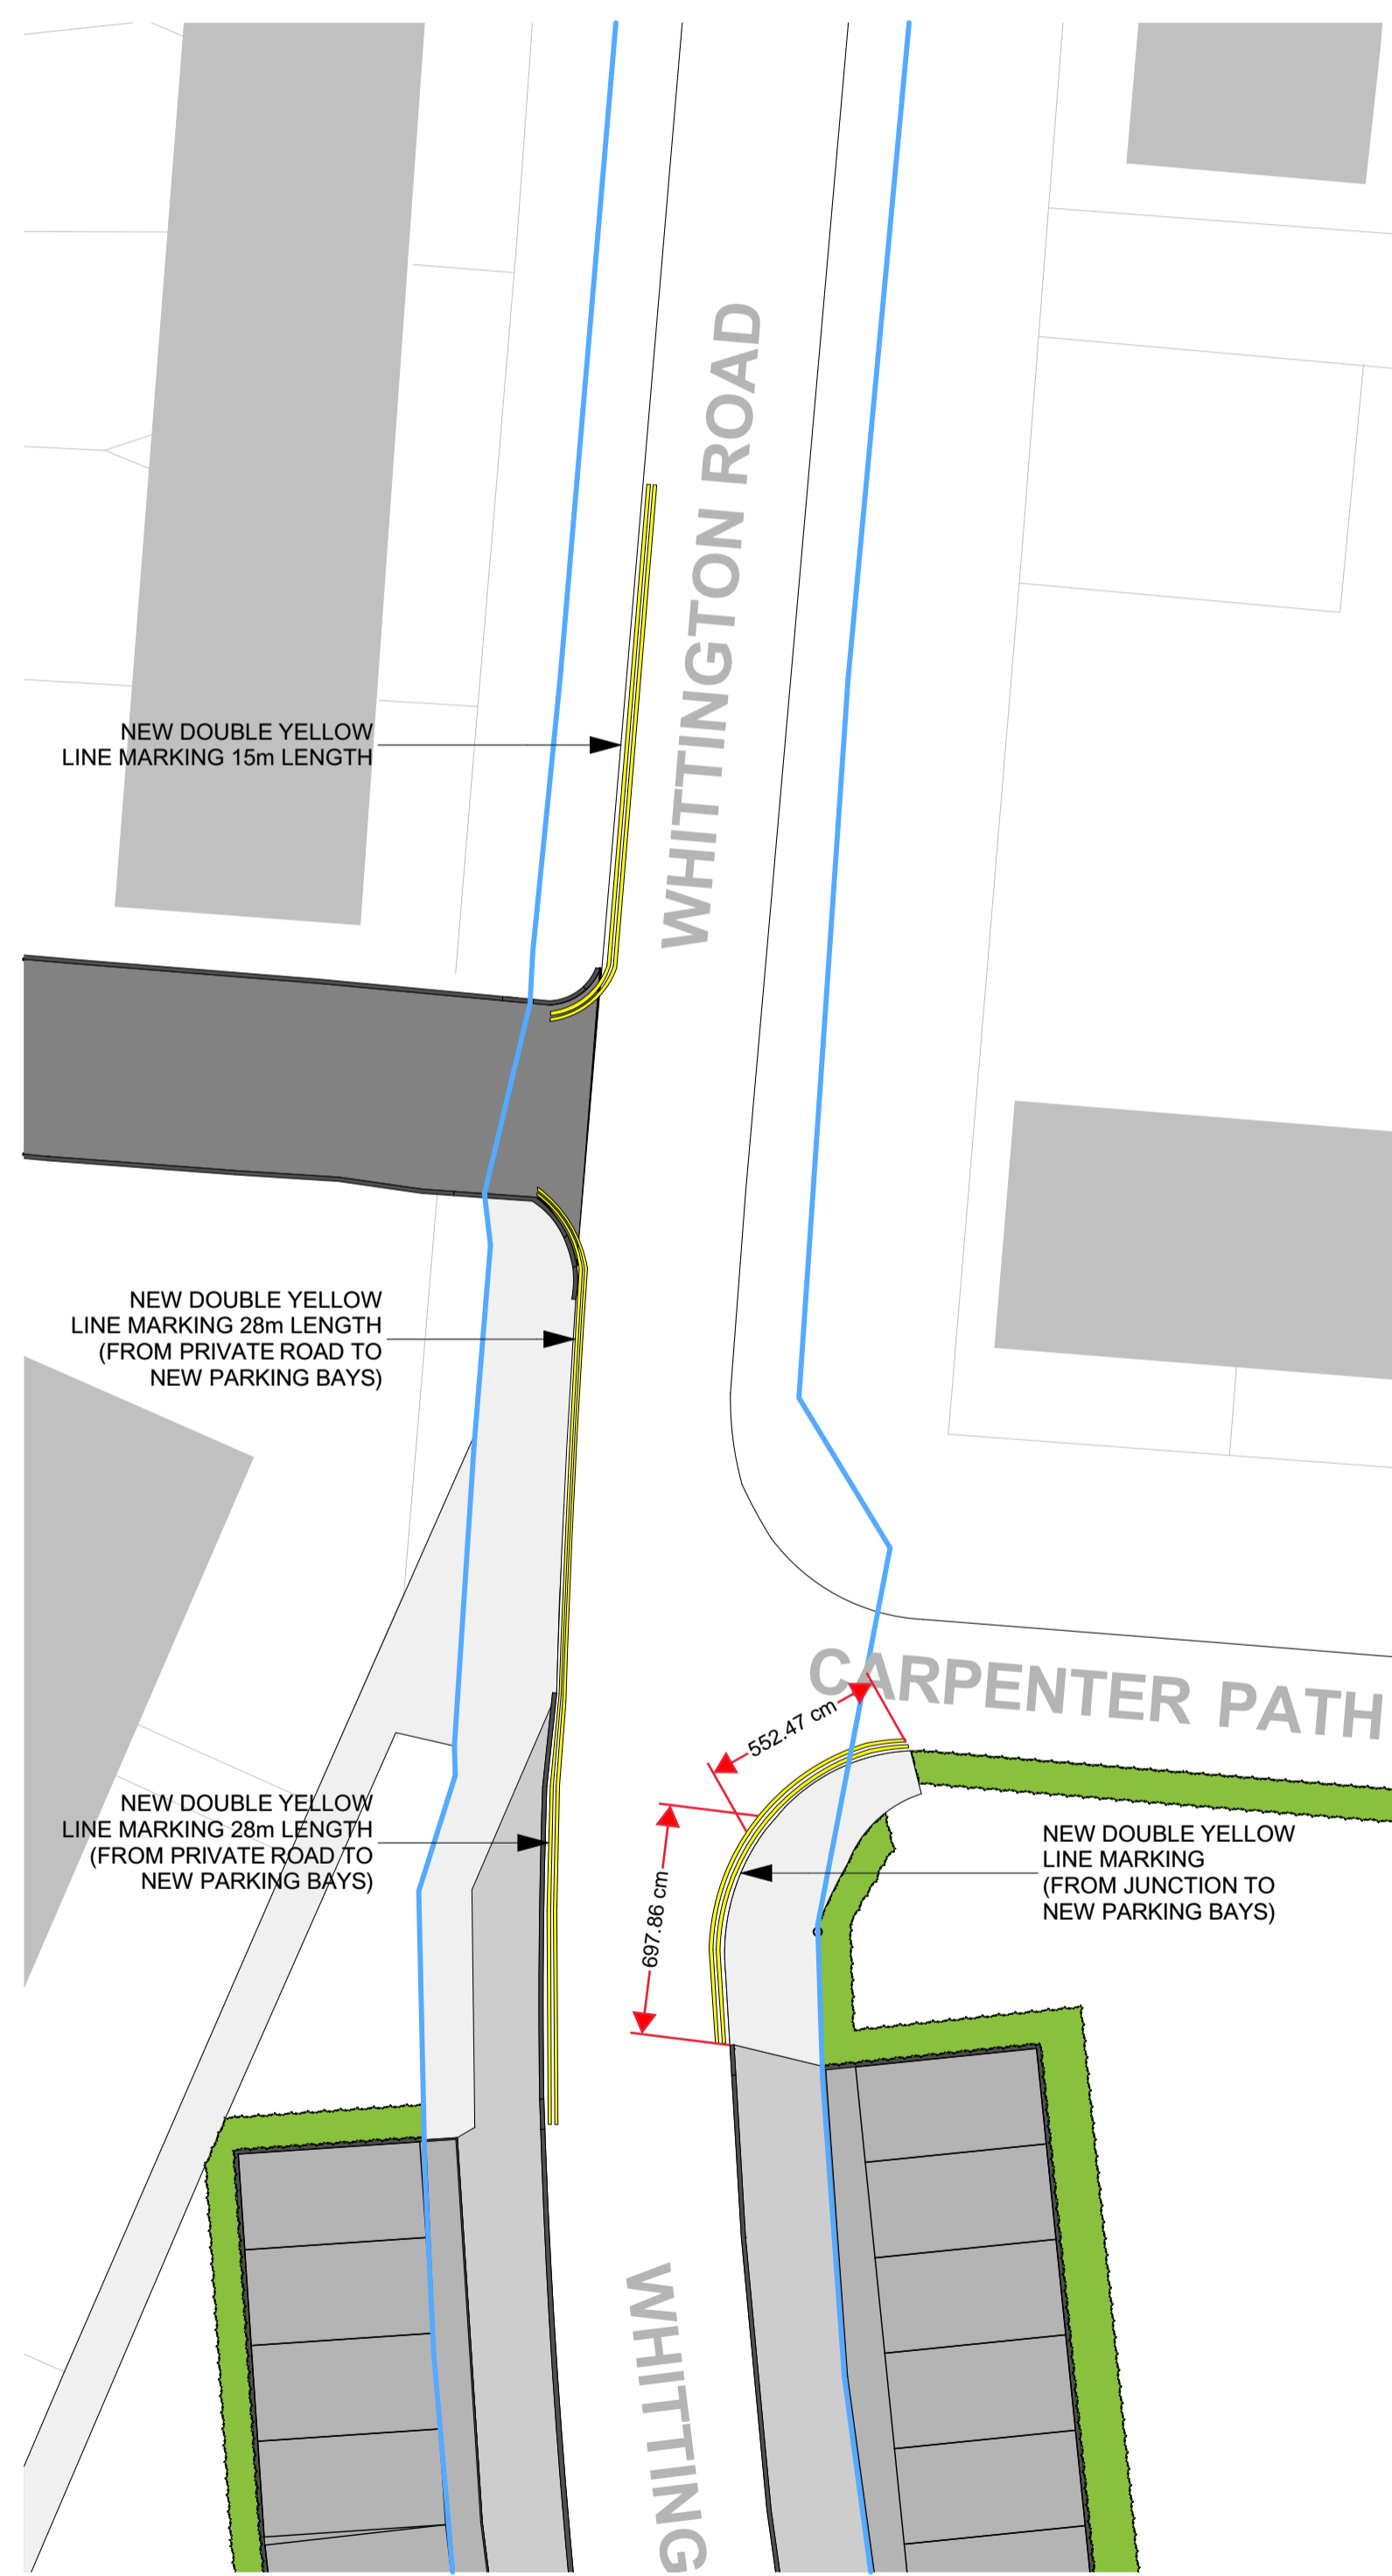 WHITTINGTON ROAD
NEW DOUBLE YELLOW
LINE MARKING 15m LENGTH
NEW DOUBLE YELLOW
LINE MARKING 28m LENGTH
(FROM PRIVATE ROAD TO
NEW PARKING BAYS)
CARPENTER PATH
552.47 cm
NEW DOUBLE YELLOW
LINE MARKING 28m LENGTH
(FROM PRIVATE ROAD TO
NEW PARKING BAYS)
697.86 cm
NEW DOUBLE YELLOW
LINE MARKING
(FROM JUNCTION TO
NEW PARKING BAYS)
WHITTING